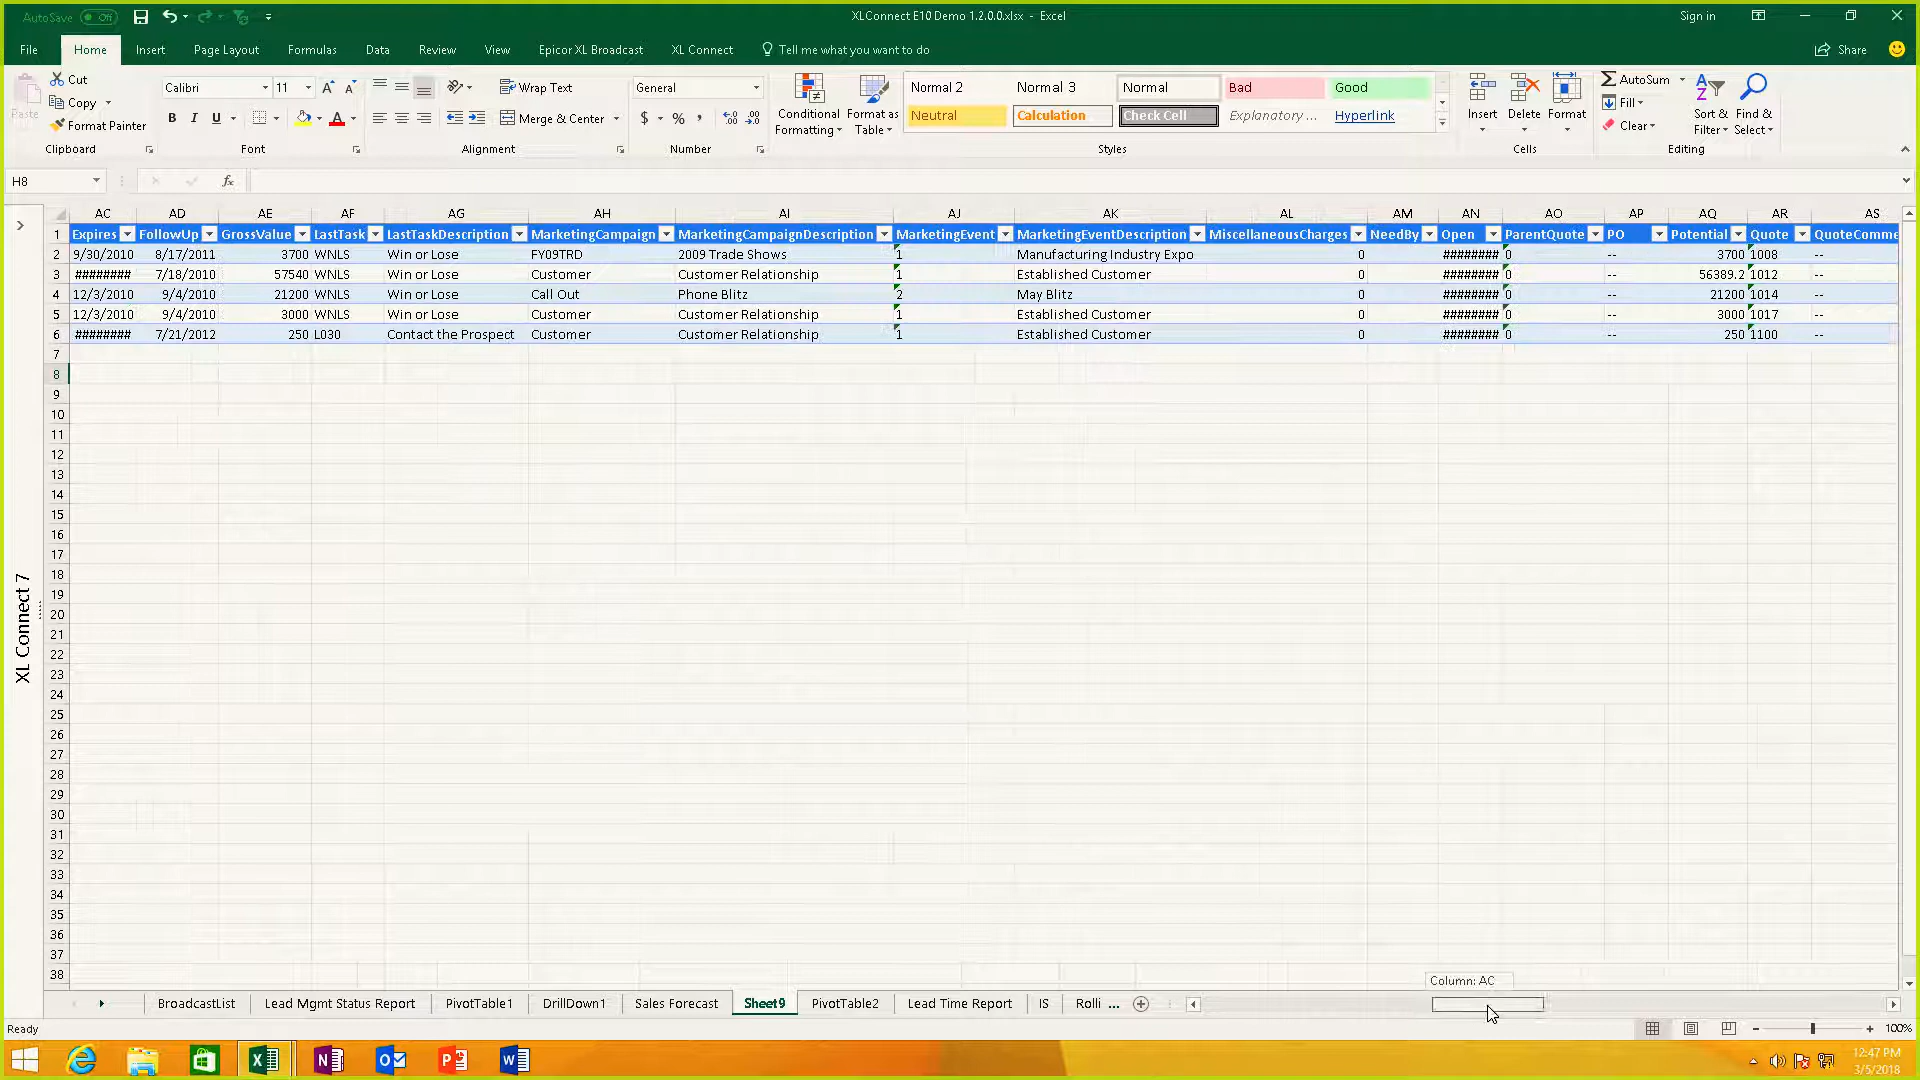 AutoSave Off
XLConnect E10 Demo 1.2.0.0.xlsx - Excel
Sign in
File Home Insert Page Layout Formulas Data Review View Epicor XL Broadcast XL Connect Tell me what you want to do Share
Paste
Cut
Copy
Format Painter
Clipboard
Calibri 11
B I U A
Font
Wrap Text
Merge & Center
Alignment
General
$ % ,
Number
Conditional Formatting
Format as Table
Normal 2 Normal 3 Normal Bad Good
Neutral Calculation Check Cell Explanatory ... Hyperlink
Styles
Insert Delete Format
Cells
AutoSum
Fill
Clear
Sort & Filter
Find & Select
Editing
H8 fx
AC AD AE AF AG AH AI AJ AK AL AM AN AO AP AQ AR AS
1 Expires FollowUp GrossValue LastTask LastTaskDescription MarketingCampaign MarketingCampaignDescription MarketingEvent MarketingEventDescription MiscellaneousCharges NeedBy Open ParentQuote PO Potential Quote QuoteComme
2 9/30/2010 8/17/2011 3700 WNLS Win or Lose FY09TRD 2009 Trade Shows 1 Manufacturing Industry Expo 0 ######## 0 -- 3700 1008 --
3 ######## 7/18/2010 57540 WNLS Win or Lose Customer Customer Relationship 1 Established Customer 0 ######## 0 -- 56389.2 1012 --
4 12/3/2010 9/4/2010 21200 WNLS Win or Lose Call Out Phone Blitz 2 May Blitz 0 ######## 0 -- 21200 1014 --
5 12/3/2010 9/4/2010 3000 WNLS Win or Lose Customer Customer Relationship 1 Established Customer 0 ######## 0 -- 3000 1017 --
6 ######## 7/21/2012 250 L030 Contact the Prospect Customer Customer Relationship 1 Established Customer 0 ######## 0 -- 250 1100 --
7
8
9
10
11
12
13
14
15
16
17
18
19
20
21
22
23
24
25
26
27
28
29
30
31
32
33
34
35
36
37
38
XL Connect 7
Column: AC
BroadcastList Lead Mgmt Status Report PivotTable1 DrillDown1 Sales Forecast Sheet9 PivotTable2 Lead Time Report IS Rolli ...
Ready
100%
12:47 PM
3/5/2018